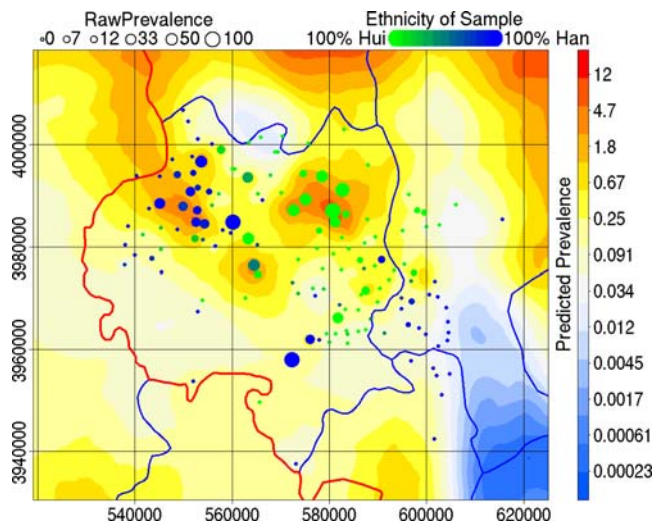 RawPrevalence
0 7 12 33 50 100
Ethnicity of Sample
100% Hui 100% Han
4000000
3980000
3960000
3940000
540000 560000 580000 600000 620000
12
4.7
1.8
0.67
0.25
0.091
0.034
0.012
0.0045
0.0017
0.00061
0.00023
Predicted Prevalence